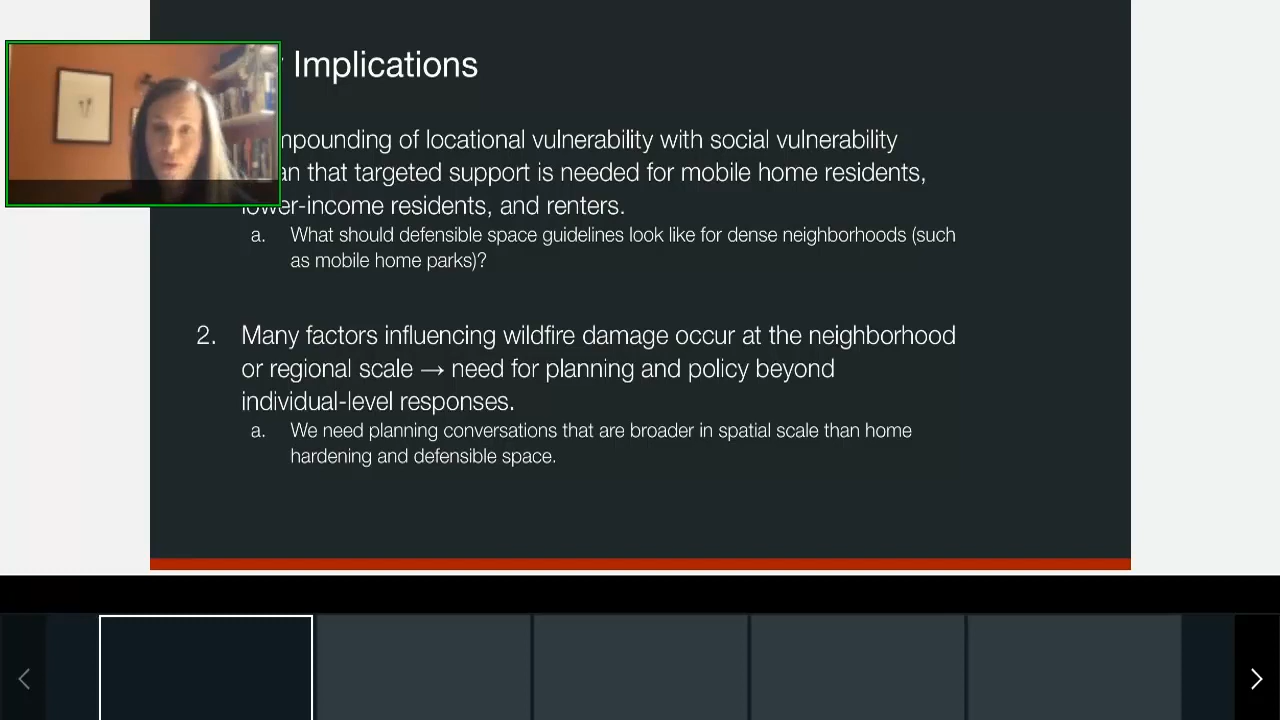 Implications
mpounding of locational vulnerability with social vulnerability
an that targeted support is needed for mobile home residents,
lower-income residents, and renters.
a. What should defensible space guidelines look like for dense neighborhoods (such
as mobile home parks)?
2. Many factors influencing wildfire damage occur at the neighborhood
or regional scale → need for planning and policy beyond
individual-level responses.
a. We need planning conversations that are broader in spatial scale than home
hardening and defensible space.